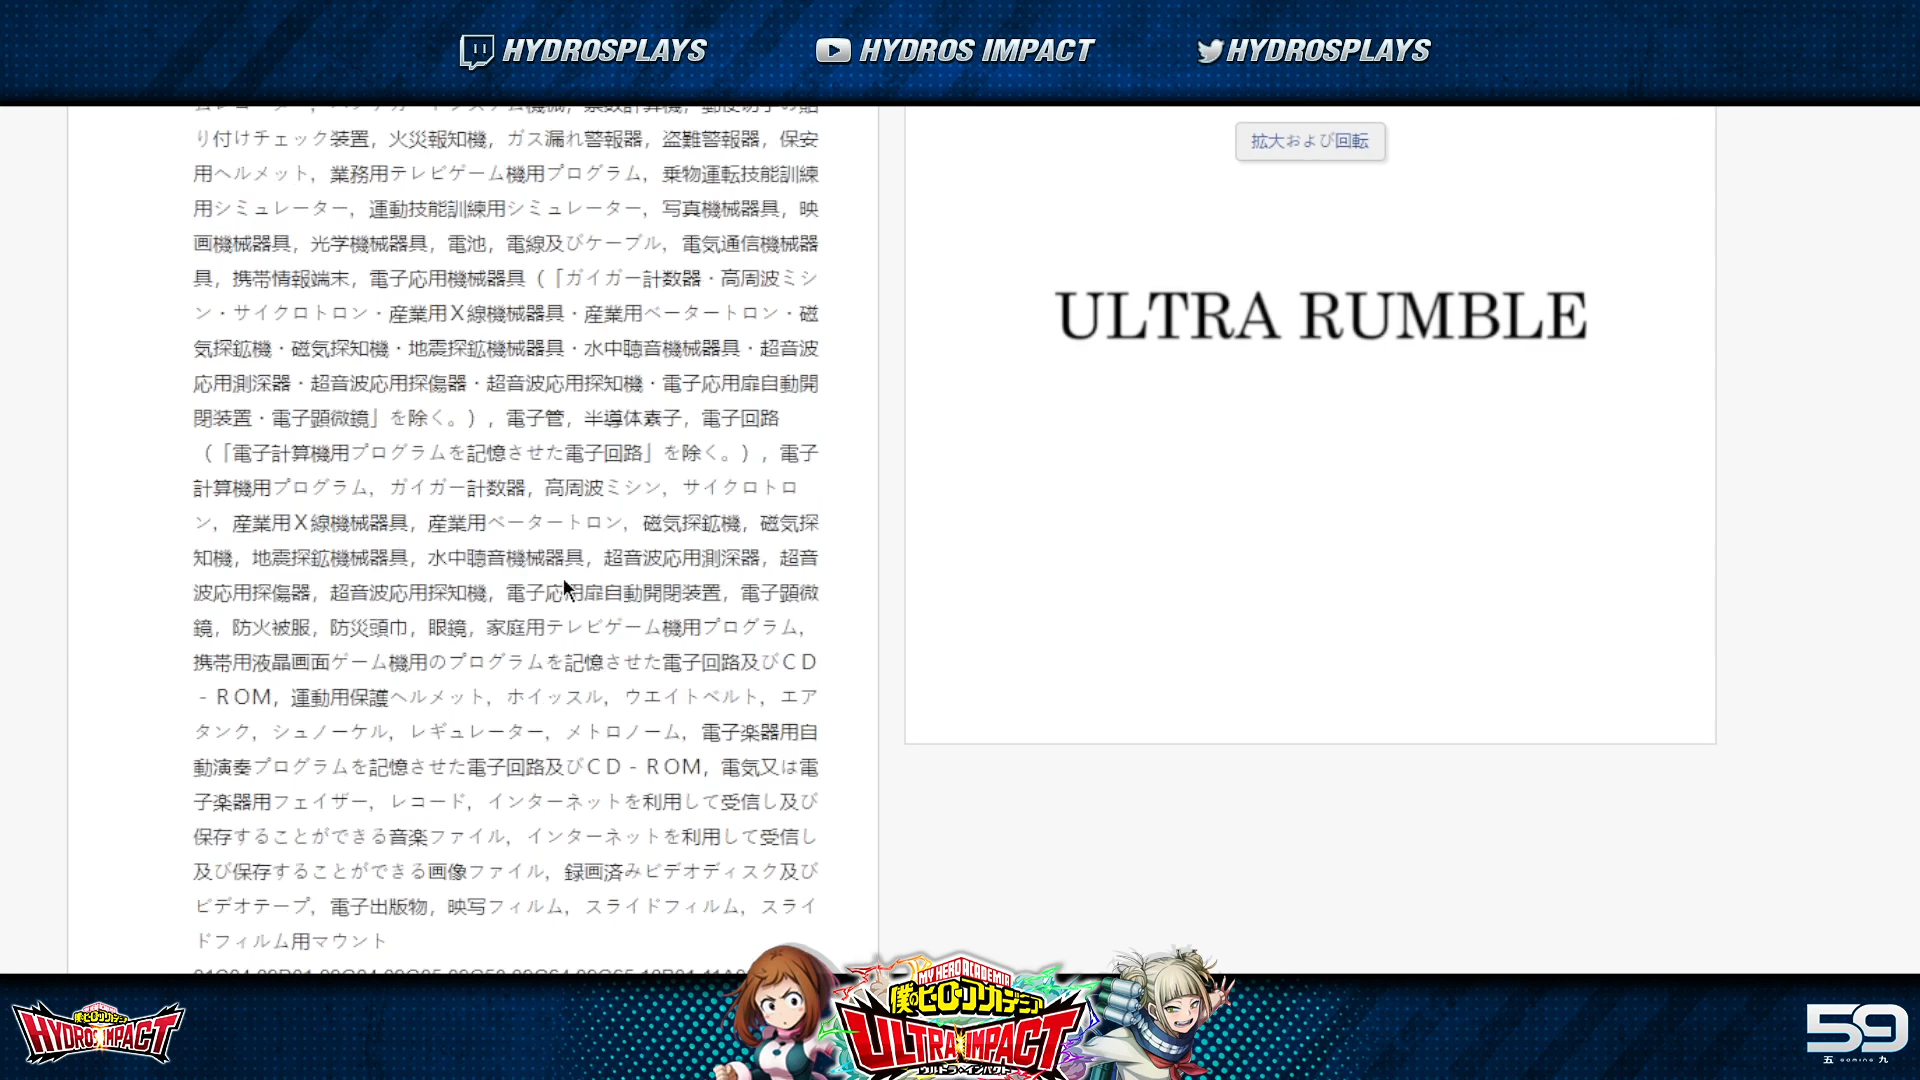 HYDROSPLAYS
HYDROS IMPACT
HYDROSPLAYS
り付けチェック装置，火災報知機，ガス漏れ警報器，盗難警報器，保安
用ヘルメット，業務用テレビゲーム機用プログラム，乗物運転技能訓練
用シミュレーター，運動技能訓練用シミュレーター，写真機械器具，映
画機械器具，光学機械器具，電池，電線及びケーブル，電気通信機械器
具，携帯情報端末，電子応用機械器具（「ガイガー計数器・高周波ミシ
ン・サイクロトロン・産業用Ｘ線機械器具・産業用ベータートロン・磁
気探鉱機・磁気探知機・地震探鉱機械器具・水中聴音機械器具・超音波
応用測深器・超音波応用探傷器・超音波応用探知機・電子応用扉自動開
閉装置・電子顕微鏡」を除く。），電子管，半導体素子，電子回路
（「電子計算機用プログラムを記憶させた電子回路」を除く。），電子
計算機用プログラム，ガイガー計数器，高周波ミシン，サイクロトロ
ン，産業用Ｘ線機械器具，産業用ベータートロン，磁気探鉱機，磁気探
知機，地震探鉱機械器具，水中聴音機械器具，超音波応用測深器，超音
波応用探傷器，超音波応用探知機，電子応用扉自動開閉装置，電子顕微
鏡，防火被服，防災頭巾，眼鏡，家庭用テレビゲーム機用プログラム，
携帯用液晶画面ゲーム機用のプログラムを記憶させた電子回路及びＣＤ
－ＲＯＭ，運動用保護ヘルメット，ホイッスル，ウエイトベルト，エア
タンク，シュノーケル，レギュレーター，メトロノーム，電子楽器用自
動演奏プログラムを記憶させた電子回路及びＣＤ－ＲＯＭ，電気又は電
子楽器用フェイザー，レコード，インターネットを利用して受信し及び
保存することができる音楽ファイル，インターネットを利用して受信し
及び保存することができる画像ファイル，録画済みビデオディスク及び
ビデオテープ，電子出版物，映写フィルム，スライドフィルム，スライ
ドフィルム用マウント
拡大および回転
ULTRA RUMBLE
HYDROS IMPACT
MY HERO ACADEMIA
僕のヒーローアカデミア
ULTRA IMPACT
ウルトラインパクト
59
五 GAMING 九